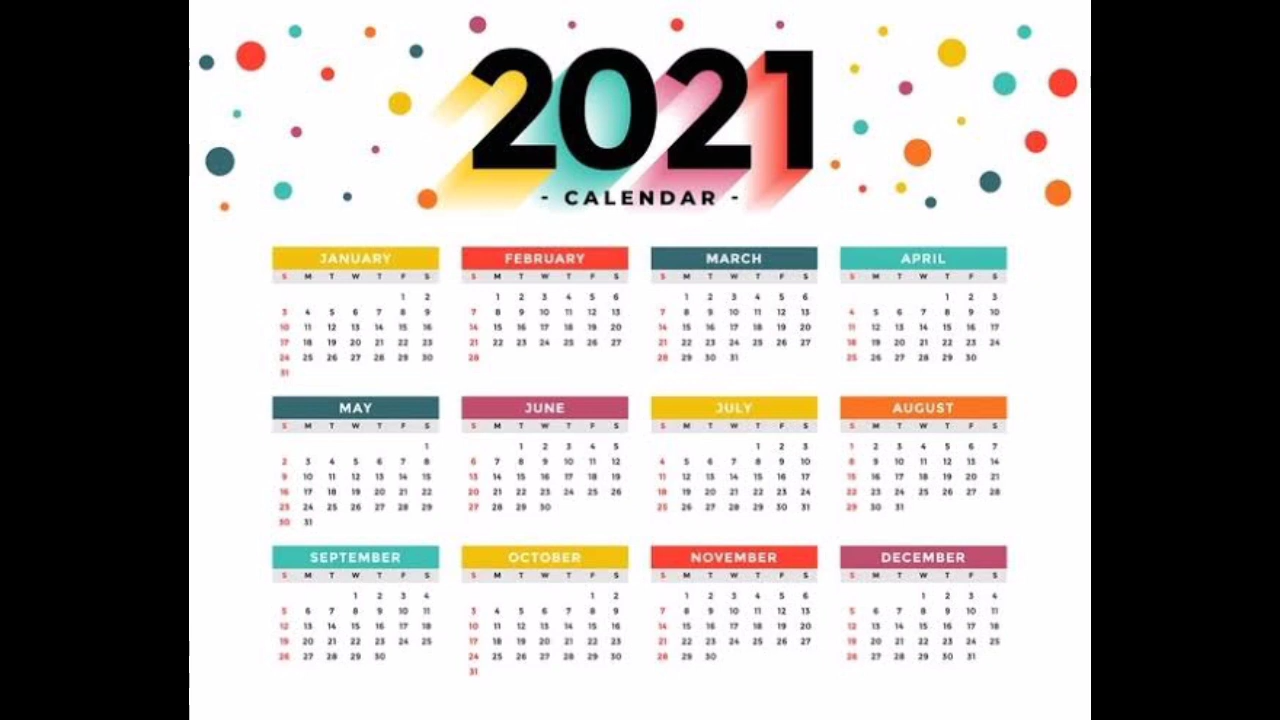 2021
- CALENDAR -
JANUARY FEBRUARY MARCH APRIL
S M T W T F S S M T W T F S S M T W T F S S M T W T F S
1 2 1 2 3 4 5 6 1 2 3 4 5 6 1 2 3
3 4 5 6 7 8 9 7 8 9 10 11 12 13 7 8 9 10 11 12 13 4 5 6 7 8 9 10
10 11 12 13 14 15 16 14 15 16 17 18 19 20 14 15 16 17 18 19 20 11 12 13 14 15 16 17
17 18 19 20 21 22 23 21 22 23 24 25 26 27 21 22 23 24 25 26 27 18 19 20 21 22 23 24
24 25 26 27 28 29 30 28 28 29 30 31 25 26 27 28 29 30
31
MAY JUNE JULY AUGUST
S M T W T F S S M T W T F S S M T W T F S S M T W T F S
1 1 2 3 4 5 1 2 3 1 2 3 4 5 6 7
2 3 4 5 6 7 8 6 7 8 9 10 11 12 4 5 6 7 8 9 10 8 9 10 11 12 13 14
9 10 11 12 13 14 15 13 14 15 16 17 18 19 11 12 13 14 15 16 17 15 16 17 18 19 20 21
16 17 18 19 20 21 22 20 21 22 23 24 25 26 18 19 20 21 22 23 24 22 23 24 25 26 27 28
23 24 25 26 27 28 29 27 28 29 30 25 26 27 28 29 30 31 29 30 31
30 31
SEPTEMBER OCTOBER NOVEMBER DECEMBER
S M T W T F S S M T W T F S S M T W T F S S M T W T F S
1 2 3 4 1 2 1 2 3 4 5 6 1 2 3 4
5 6 7 8 9 10 11 3 4 5 6 7 8 9 7 8 9 10 11 12 13 5 6 7 8 9 10 11
12 13 14 15 16 17 18 10 11 12 13 14 15 16 14 15 16 17 18 19 20 12 13 14 15 16 17 18
19 20 21 22 23 24 25 17 18 19 20 21 22 23 21 22 23 24 25 26 27 19 20 21 22 23 24 25
26 27 28 29 30 24 25 26 27 28 29 30 28 29 30 26 27 28 29 30 31
31